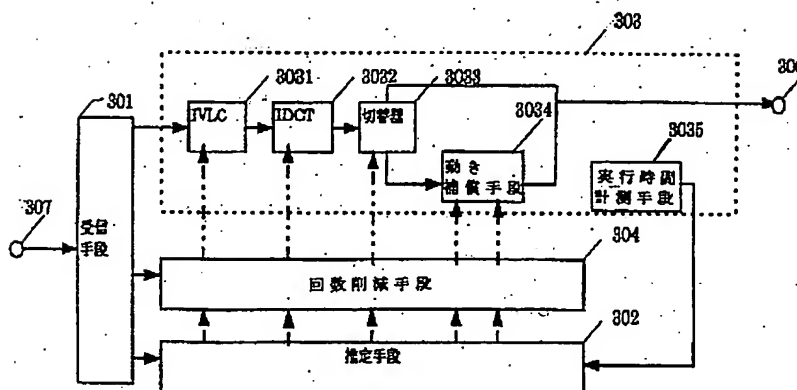 303
301
3031
3032
3033
3034
3035
IVLC
IDCT
切替器
動き
補償手段
実行時間
計測手段
307
受信
手段
304
回数削減手段
302
推定手段